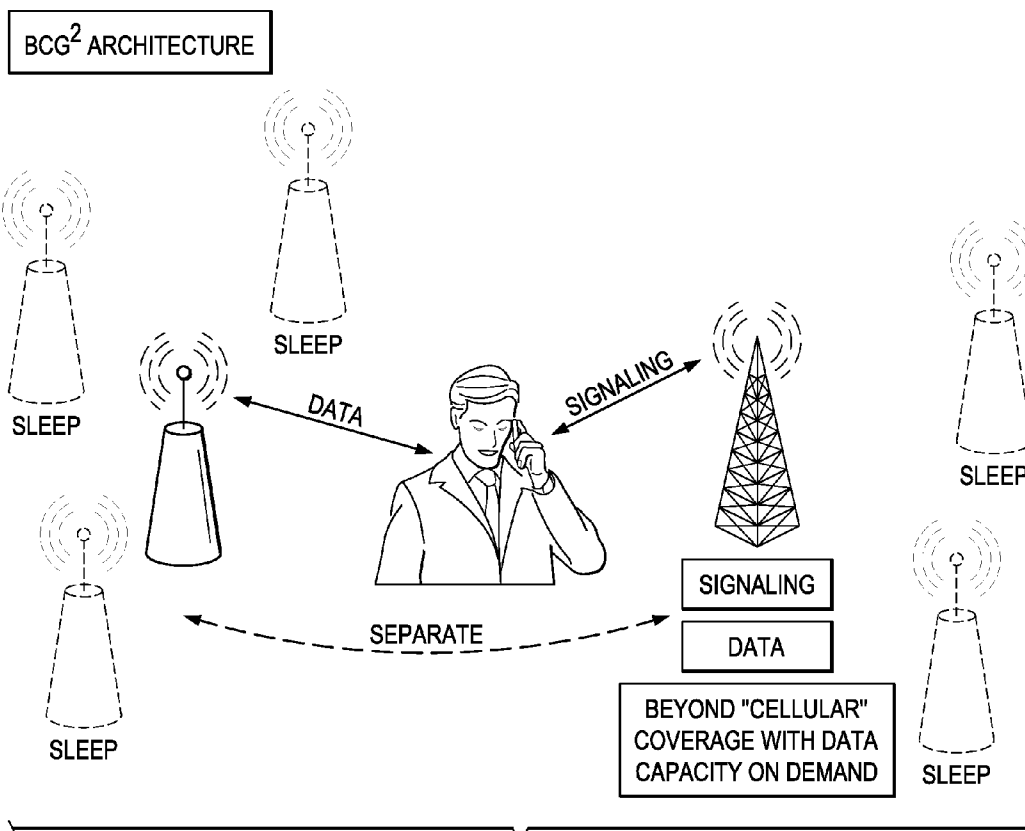 BCG² ARCHITECTURE
SLEEP
SLEEP
DATA
SIGNALING
SLEEP
SIGNALING
SEPARATE
DATA
BEYOND "CELLULAR"
COVERAGE WITH DATA
CAPACITY ON DEMAND
SLEEP
SLEEP